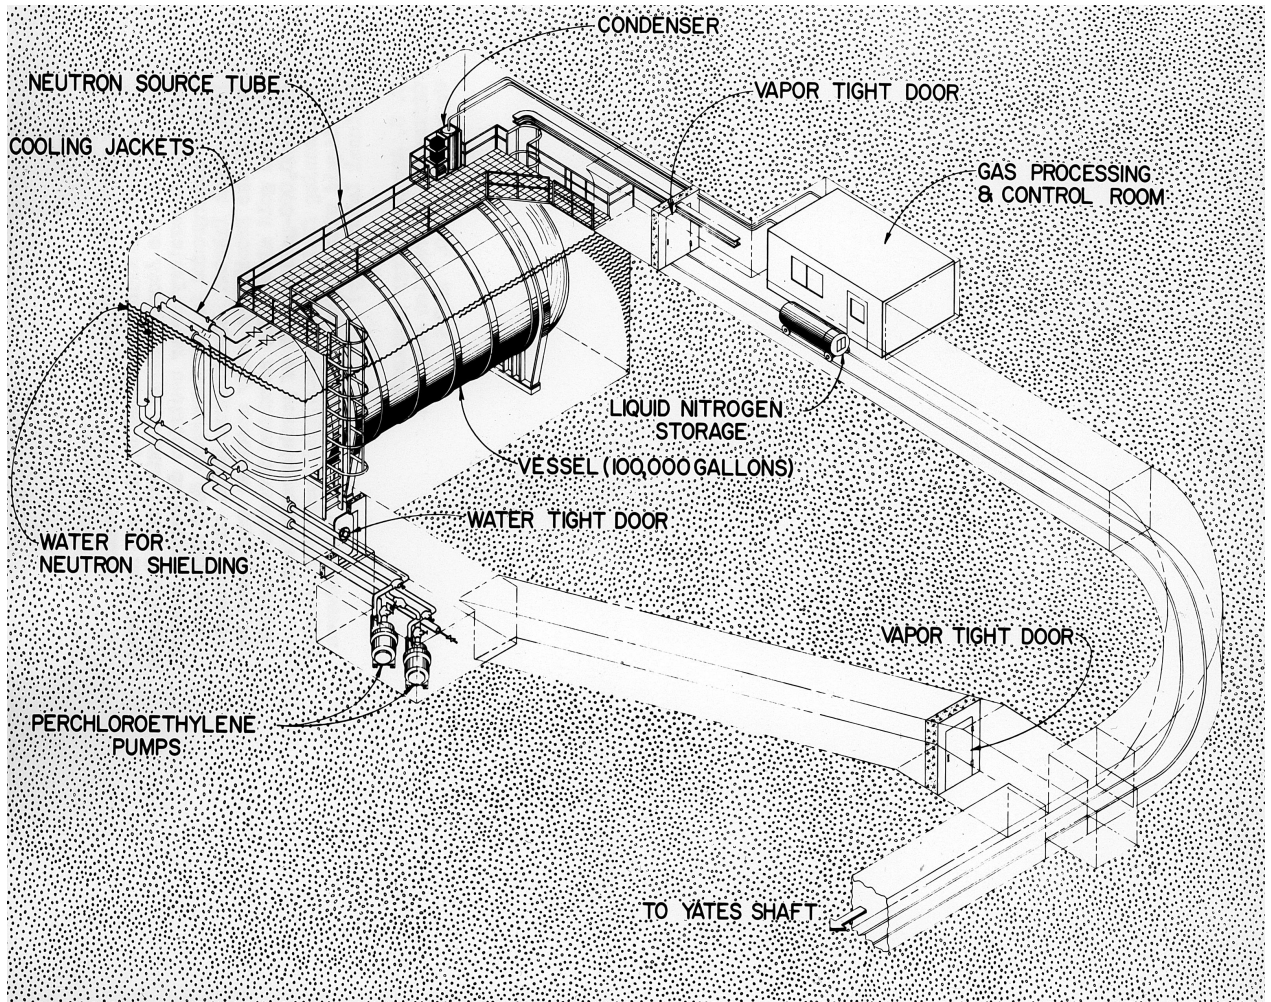 CONDENSER
NEUTRON SOURCE TUBE
VAPOR TIGHT DOOR
COOLING JACKETS
GAS PROCESSING
& CONTROL ROOM
LIQUID NITROGEN
STORAGE
VESSEL (100,000 GALLONS)
WATER TIGHT DOOR
WATER FOR
NEUTRON SHIELDING
VAPOR TIGHT DOOR
PERCHLOROETHYLENE
PUMPS
TO YATES SHAFT